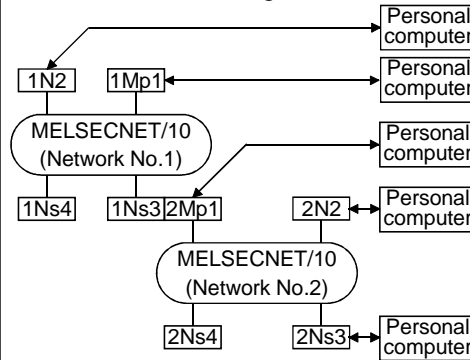 Personal
computer
Personal
computer
1N2
1Mp1
MELSECNET/10
(Network No.1)
Personal
computer
1Ns4
1Ns3
2Mp1
2N2
Personal
computer
MELSECNET/10
(Network No.2)
2Ns4
2Ns3
Personal
computer